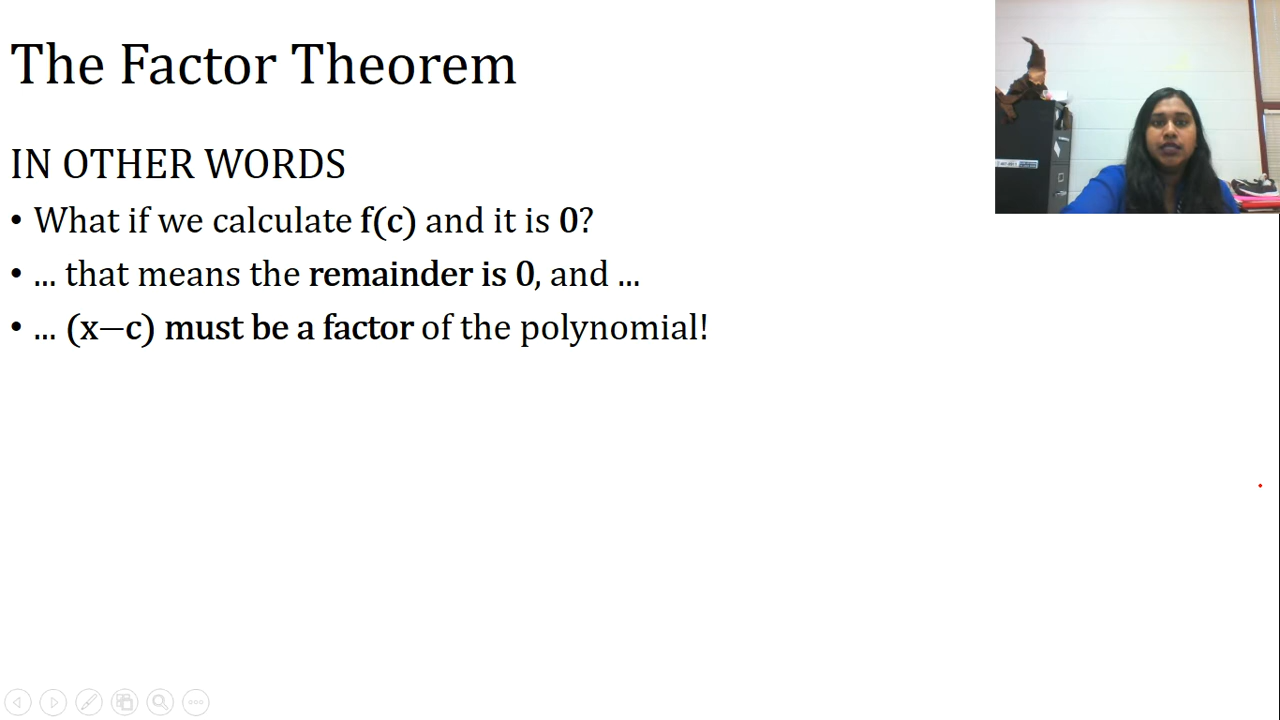 The Factor Theorem
IN OTHER WORDS
• What if we calculate f(c) and it is 0?
• ... that means the remainder is 0, and ...
• ... (x−c) must be a factor of the polynomial!